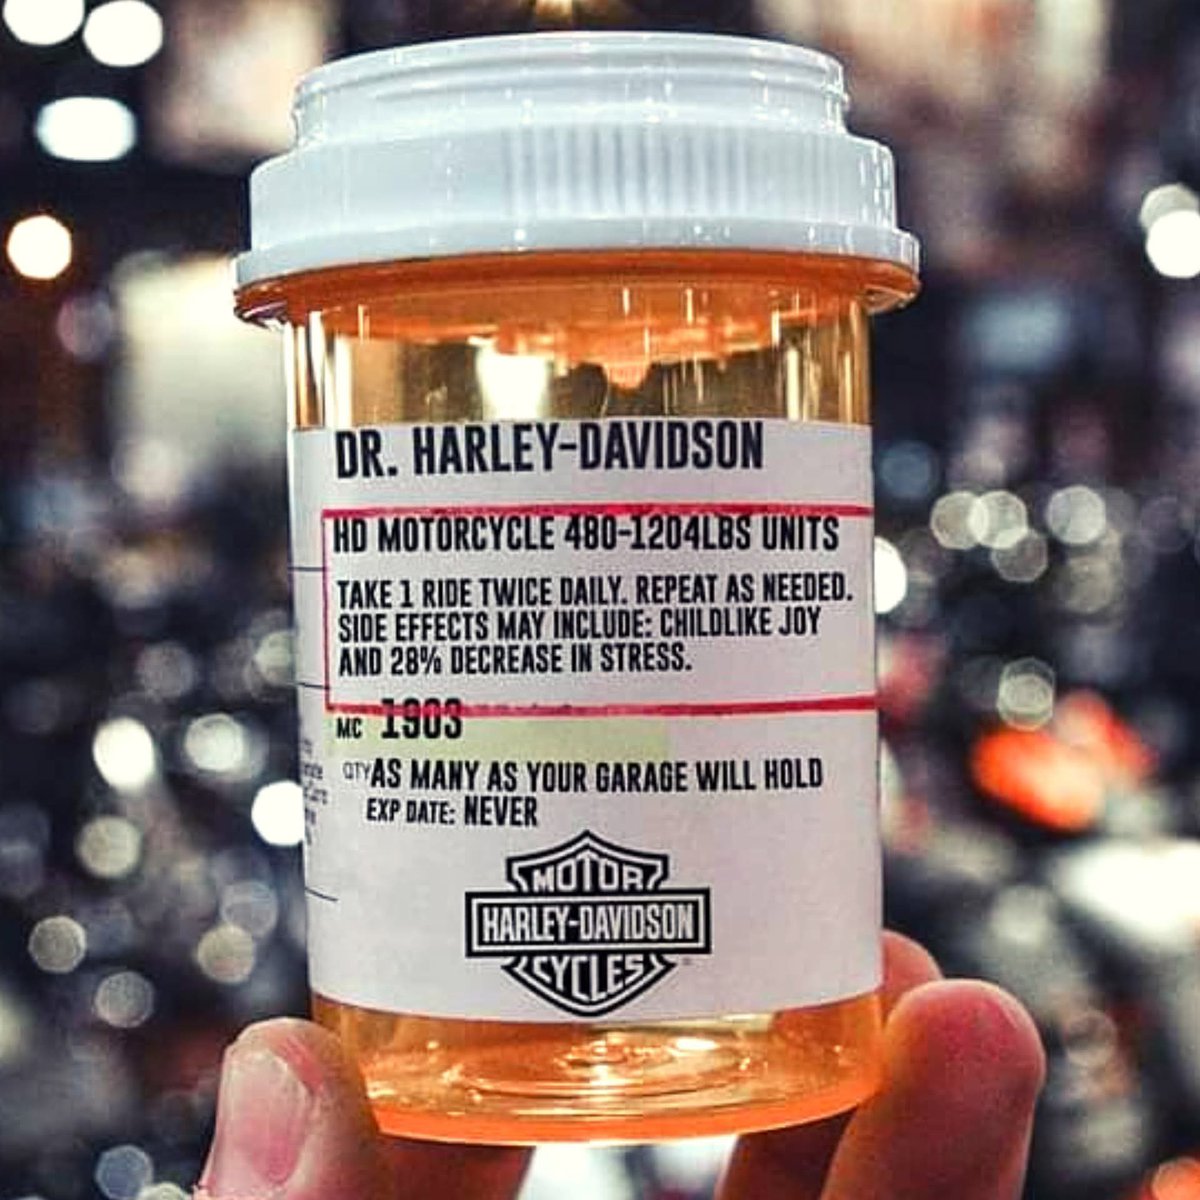 DR. HARLEY-DAVIDSON
HD MOTORCYCLE 480-1204LBS UNITS
TAKE 1 RIDE TWICE DAILY. REPEAT AS NEEDED.
SIDE EFFECTS MAY INCLUDE: CHILDLIKE JOY
AND 28% DECREASE IN STRESS.
MC 1903
QTY AS MANY AS YOUR GARAGE WILL HOLD
EXP DATE: NEVER
MOTOR
HARLEY-DAVIDSON
CYCLES